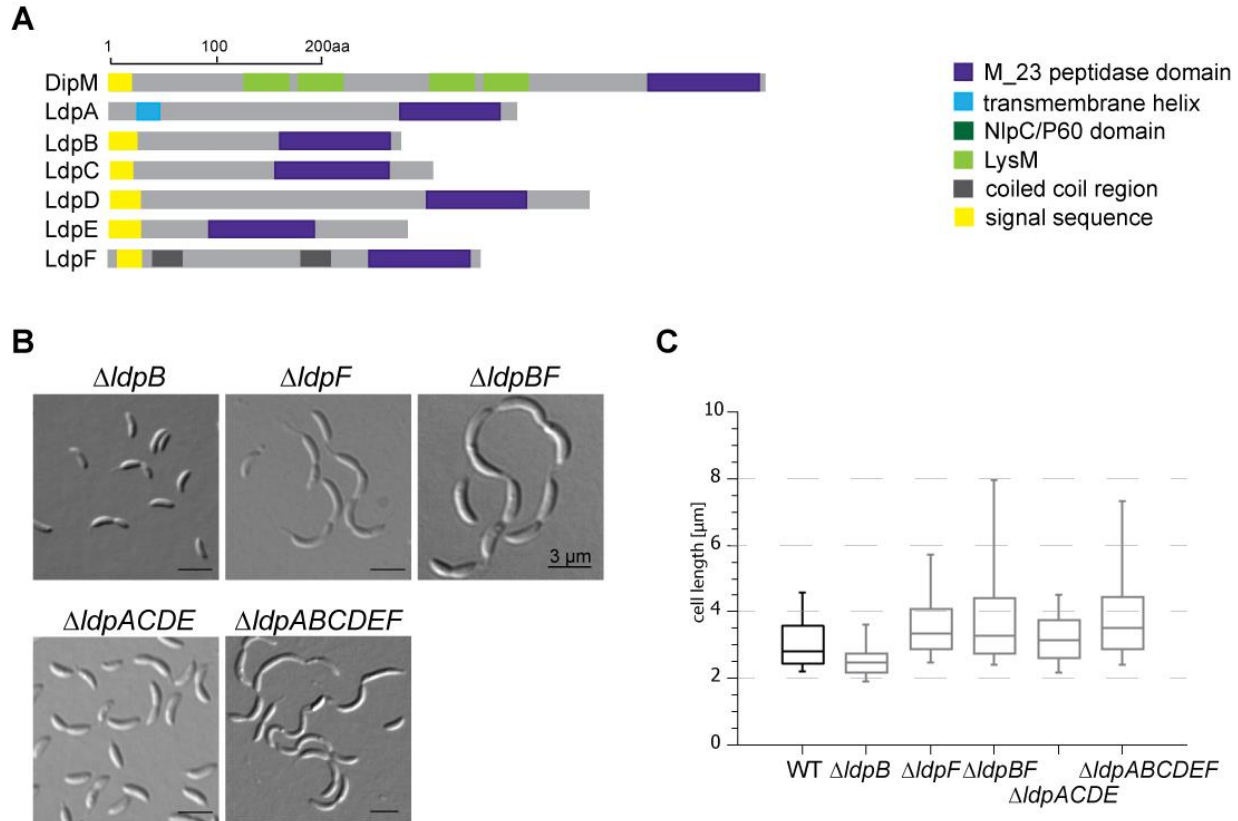 A
1 100 200aa
DipM
LdpA
LdpB
LdpC
LdpD
LdpE
LdpF
M_23 peptidase domain
transmembrane helix
NlpC/P60 domain
LysM
coiled coil region
signal sequence
B
ΔldpB ΔldpF ΔldpBF
3 µm
ΔldpACDE ΔldpABCDEF
C
cell length [µm]
10
8
6
4
2
0
WT ΔldpB ΔldpF ΔldpBF ΔldpABCDEF
ΔldpACDE